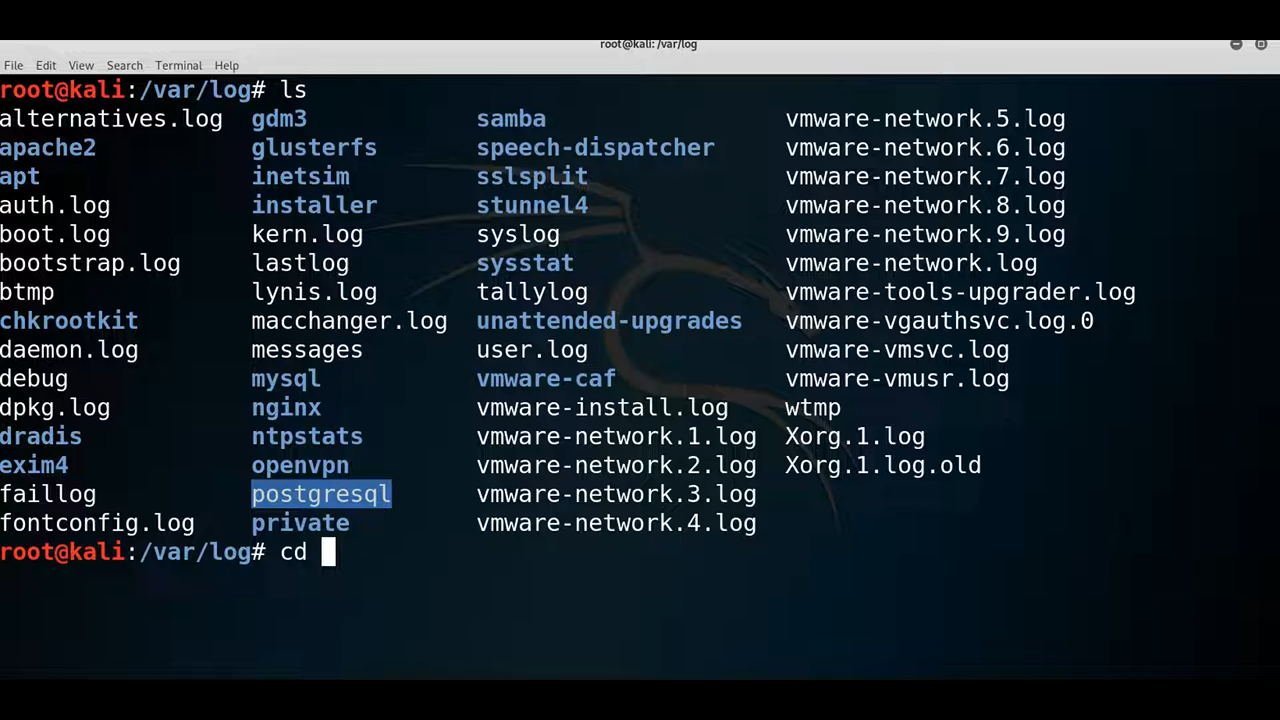 root@kali: /var/log
File Edit View Search Terminal Help
root@kali:/var/log# ls
alternatives.log gdm3 samba vmware-network.5.log
apache2 glusterfs speech-dispatcher vmware-network.6.log
apt inetsim sslsplit vmware-network.7.log
auth.log installer stunnel4 vmware-network.8.log
boot.log kern.log syslog vmware-network.9.log
bootstrap.log lastlog sysstat vmware-network.log
btmp lynis.log tallylog vmware-tools-upgrader.log
chkrootkit macchanger.log unattended-upgrades vmware-vgauthsvc.log.0
daemon.log messages user.log vmware-vmsvc.log
debug mysql vmware-caf vmware-vmusr.log
dpkg.log nginx vmware-install.log wtmp
dradis ntpstats vmware-network.1.log Xorg.1.log
exim4 openvpn vmware-network.2.log Xorg.1.log.old
faillog postgresql vmware-network.3.log
fontconfig.log private vmware-network.4.log
root@kali:/var/log# cd